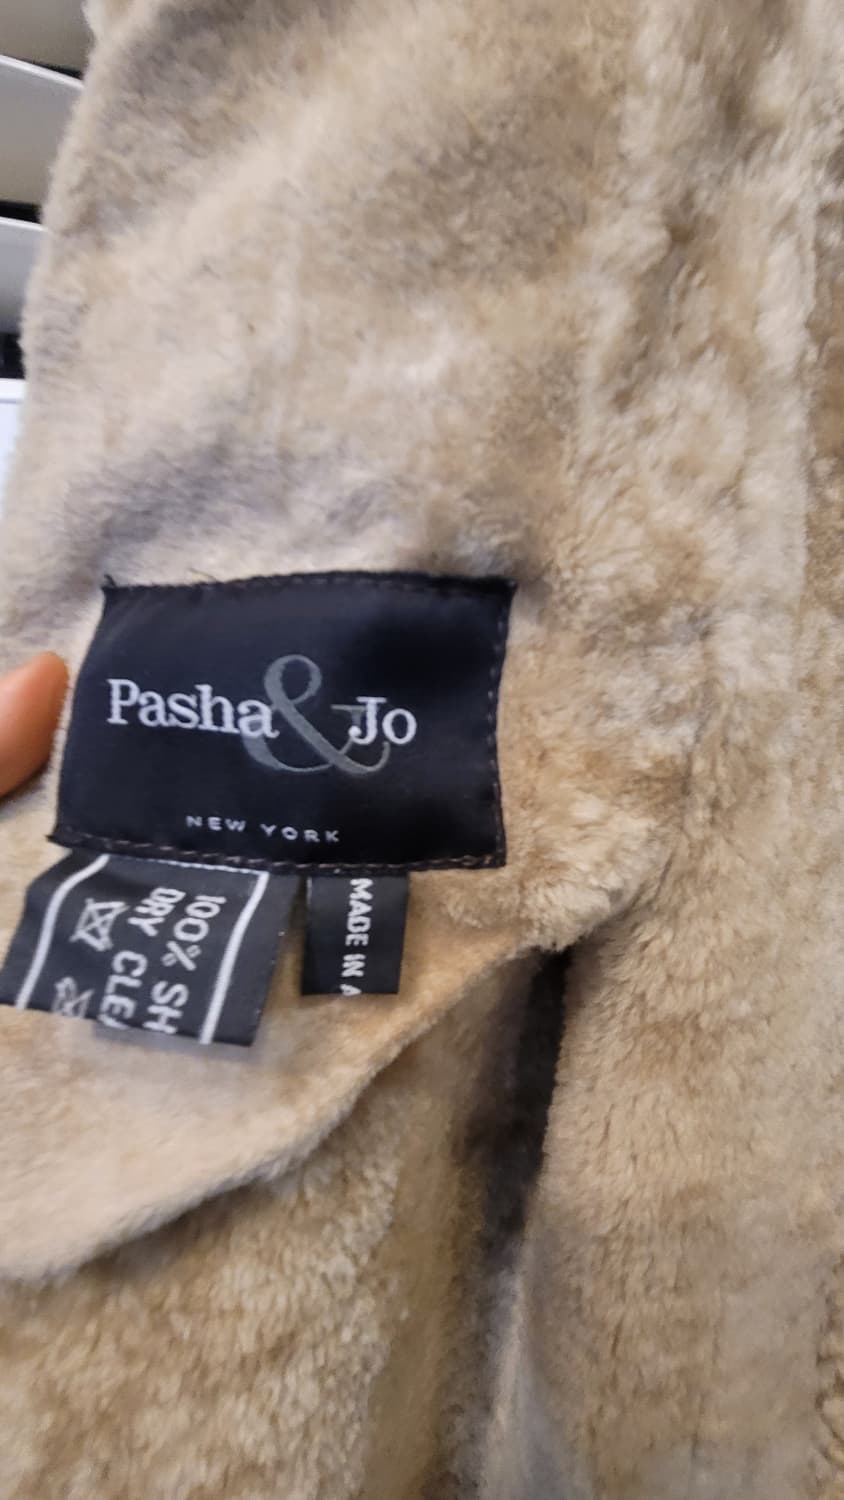 Pasha & Jo
NEW YORK
100% SH
DRY CLEA
MADE IN A